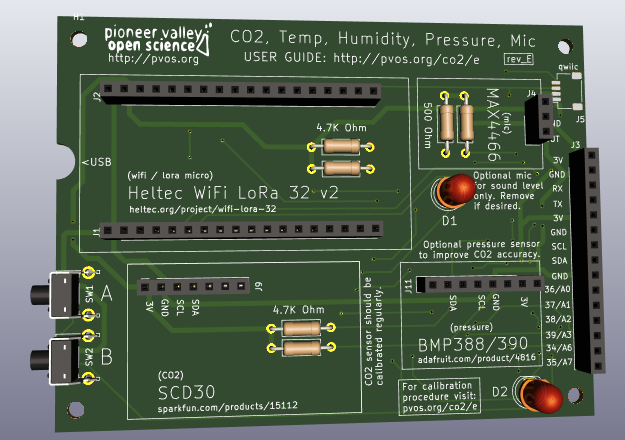 H1
pioneer valley
open science
http://pvos.org
CO2, Temp, Humidity, Pressure, Mic
USER GUIDE: http://pvos.org/co2/e
rev_E
qwiic
J5
J2
J4
MAX4466
(mic)
500 Ohm
ND
UT
J3
4.7K Ohm
<USB
(wifi / lora micro)
Heltec WiFi LoRa 32 v2
heltec.org/project/wifi-lora-32
J1
Optional mic
for sound level
only. Remove
if desired.
D1
3V
GND
RX
TX
3V
GND
SCL
SDA
GND
36/A0
37/A1
38/A2
39/A3
34/A6
35/A7
Optional pressure sensor
to improve CO2 accuracy.
SW1
A
SW2
B
3V
GND
SCL
SDA
J9
4.7K Ohm
(CO2)
SCD30
sparkfun.com/products/15112
CO2 sensor should be
calibrated regularly.
J11
SDA
SCL
GND
3V
(pressure)
BMP388/390
adafruit.com/product/4816
For calibration
procedure visit:
pvos.org/co2/e
D2